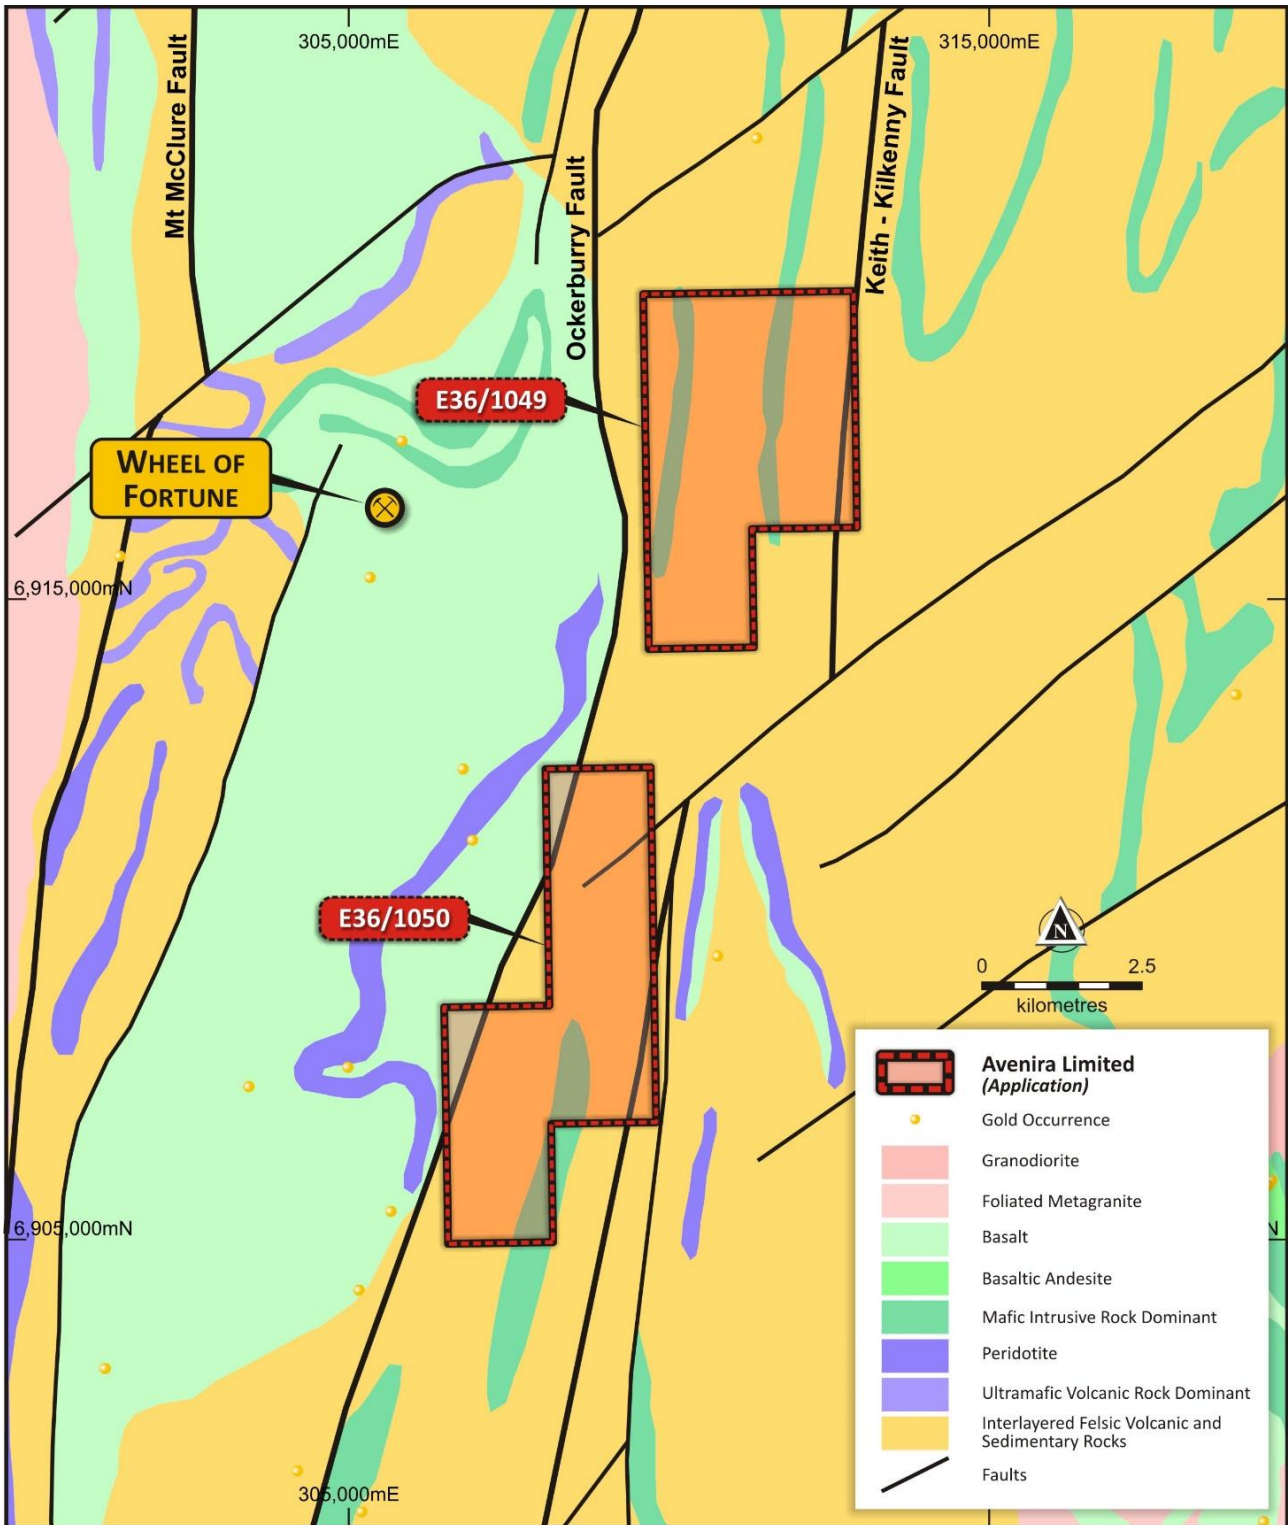 305,000mE
315,000mE
Mt McClure Fault
Ockerburry Fault
Keith - Kilkenny Fault
E36/1049
WHEEL OF
FORTUNE
6,915,000mN
E36/1050
N
0
2.5
kilometres
Avenira Limited
(Application)
Gold Occurrence
Granodiorite
Foliated Metagranite
Basalt
6,905,000mN
N
Basaltic Andesite
Mafic Intrusive Rock Dominant
Peridotite
Ultramafic Volcanic Rock Dominant
Interlayered Felsic Volcanic and
Sedimentary Rocks
Faults
305,000mE